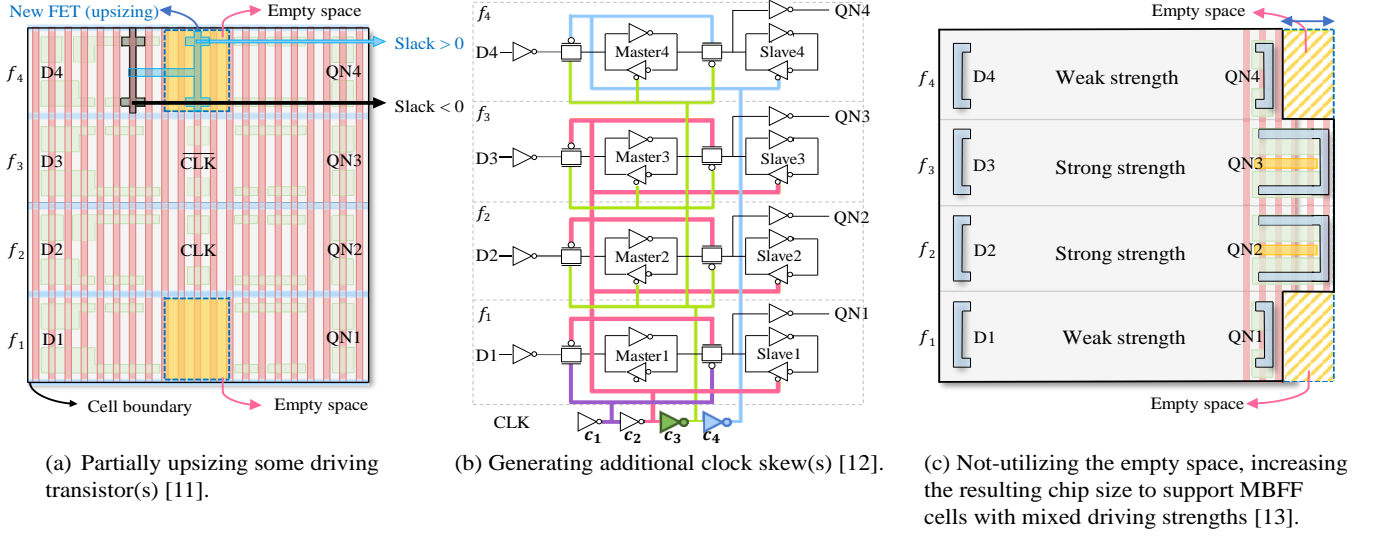 New FET (upsizing)
Empty space
f4
D4
QN4
Slack > 0
Slack < 0
f3
D3
CLK
QN3
f2
D2
CLK
QN2
f1
D1
QN1
Cell boundary
Empty space
(a) Partially upsizing some driving
transistor(s) [11].
f4
QN4
D4
Master4
Slave4
f3
QN3
D3
Master3
Slave3
f2
QN2
D2
Master2
Slave2
f1
QN1
D1
Master1
Slave1
CLK
c1
c2
c3
c4
(b) Generating additional clock skew(s) [12].
Empty space
f4
D4
Weak strength
QN4
f3
D3
Strong strength
QN3
f2
D2
Strong strength
QN2
f1
D1
Weak strength
QN1
Empty space
(c) Not-utilizing the empty space, increasing
the resulting chip size to support MBFF
cells with mixed driving strengths [13].